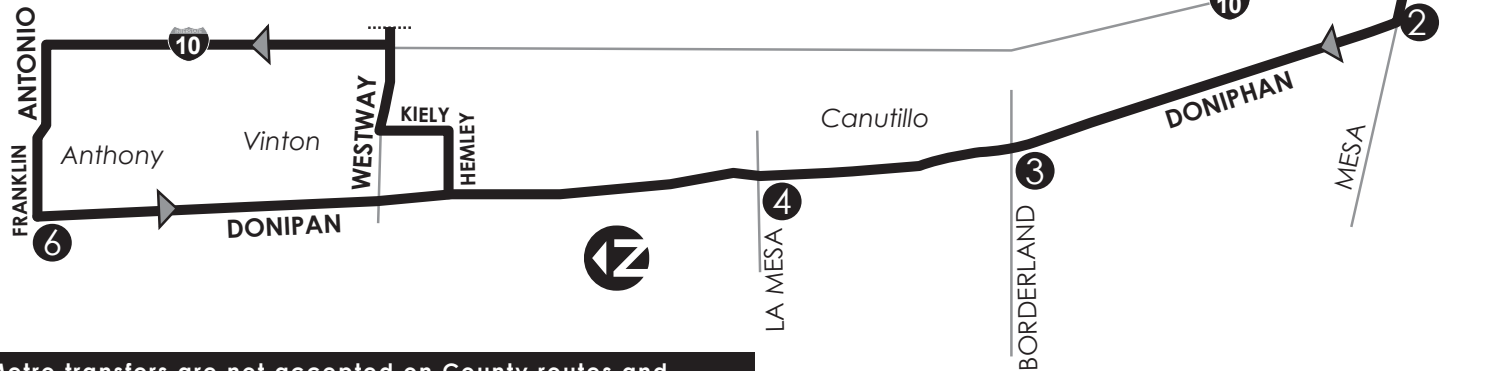 ANTONIO
10
10
2
WESTWAY
KIELY
HEMLEY
Canutillo
DONIPHAN
MESA
FRANKLIN
Anthony
Vinton
3
4
6
DONIPAN
N
LA MESA
BORDERLAND
Metro transfers are not accepted on County routes and